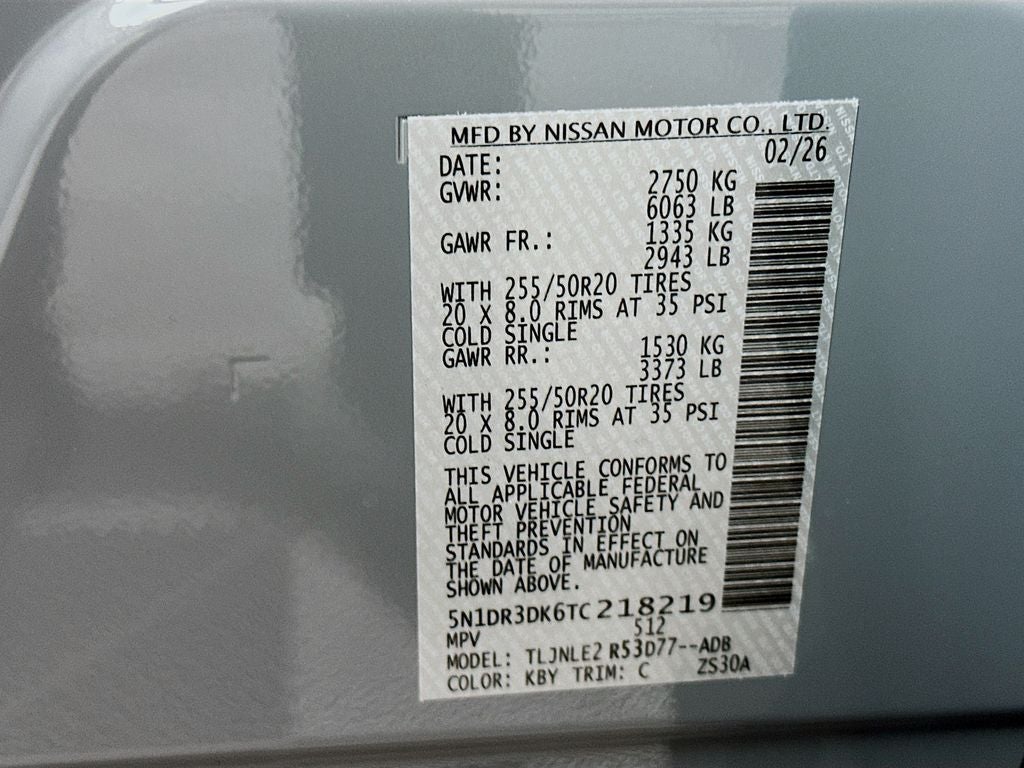 MFD BY NISSAN MOTOR CO., LTD.
DATE: 02/26
GVWR: 2750 KG
6063 LB
GAWR FR.: 1335 KG
2943 LB
WITH 255/50R20 TIRES
20 X 8.0 RIMS AT 35 PSI
COLD SINGLE
GAWR RR.: 1530 KG
3373 LB
WITH 255/50R20 TIRES
20 X 8.0 RIMS AT 35 PSI
COLD SINGLE
THIS VEHICLE CONFORMS TO
ALL APPLICABLE FEDERAL
MOTOR VEHICLE SAFETY AND
THEFT PREVENTION
STANDARDS IN EFFECT ON
THE DATE OF MANUFACTURE
SHOWN ABOVE.
5N1DR3DK6TC218219
MPV 512
MODEL: TLJNLE2 R53D77--ADB
COLOR: KBY TRIM: C ZS30A